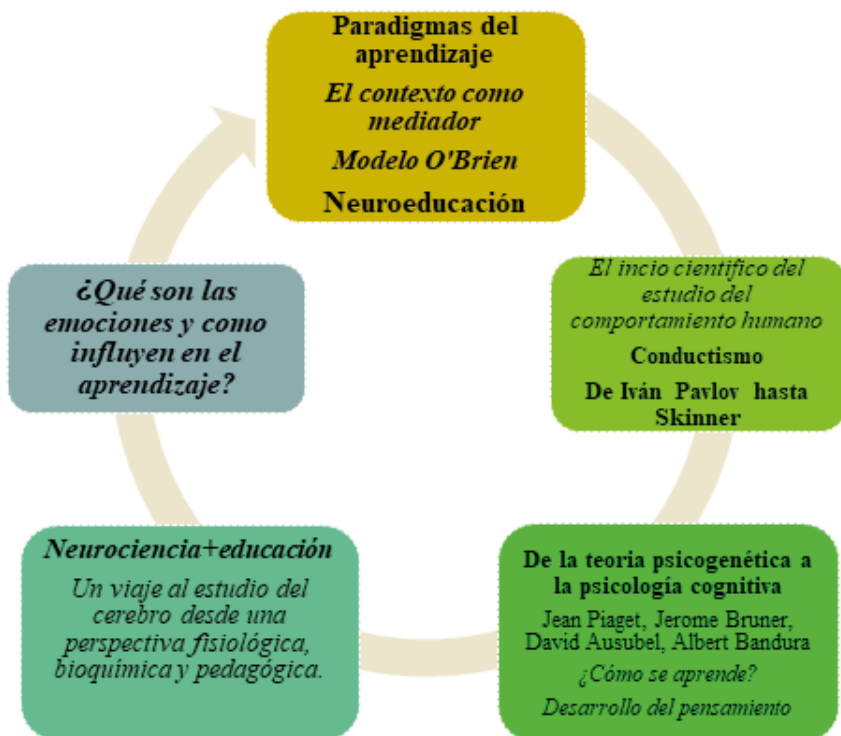 Paradigmas del
aprendizaje
El contexto como
mediador
Modelo O'Brien
Neuroeducación
El incio científico del
estudio del
comportamiento humano
Conductismo
De Iván Pavlov hasta
Skinner
De la teoria psicogenética a
la psicología cognitiva
Jean Piaget, Jerome Bruner,
David Ausubel, Albert Bandura
¿Cómo se aprende?
Desarrollo del pensamiento
Neurociencia+educación
Un viaje al estudio del
cerebro desde una
perspectiva fisiológica,
bioquímica y pedagógica.
¿Qué son las
emociones y como
influyen en el
aprendizaje?